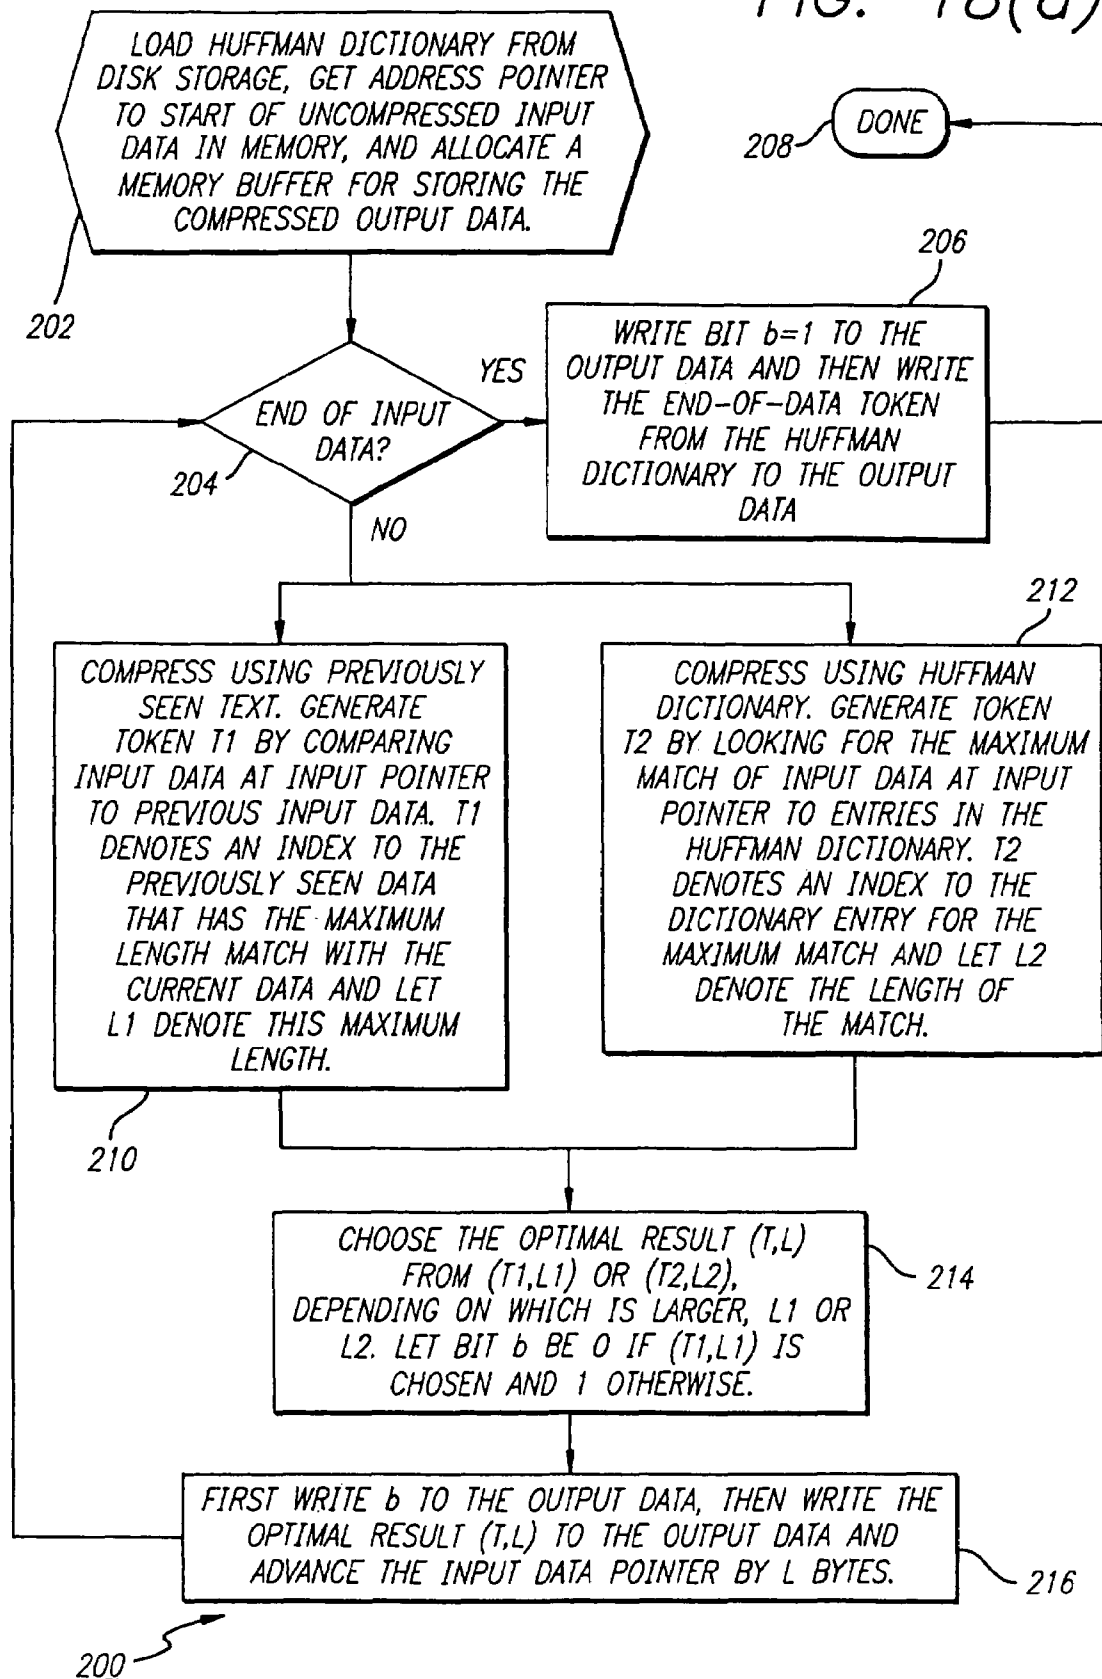 FIG. 18(a)
LOAD HUFFMAN DICTIONARY FROM
DISK STORAGE, GET ADDRESS POINTER
TO START OF UNCOMPRESSED INPUT
DATA IN MEMORY, AND ALLOCATE A
MEMORY BUFFER FOR STORING THE
COMPRESSED OUTPUT DATA.
202
DONE
208
206
WRITE BIT b=1 TO THE
OUTPUT DATA AND THEN WRITE
THE END-OF-DATA TOKEN
FROM THE HUFFMAN
DICTIONARY TO THE OUTPUT
DATA
YES
END OF INPUT
DATA?
204
NO
COMPRESS USING PREVIOUSLY
SEEN TEXT. GENERATE
TOKEN T1 BY COMPARING
INPUT DATA AT INPUT POINTER
TO PREVIOUS INPUT DATA. T1
DENOTES AN INDEX TO THE
PREVIOUSLY SEEN DATA
THAT HAS THE MAXIMUM
LENGTH MATCH WITH THE
CURRENT DATA AND LET
L1 DENOTE THIS MAXIMUM
LENGTH.
210
212
COMPRESS USING HUFFMAN
DICTIONARY. GENERATE TOKEN
T2 BY LOOKING FOR THE MAXIMUM
MATCH OF INPUT DATA AT INPUT
POINTER TO ENTRIES IN THE
HUFFMAN DICTIONARY. T2
DENOTES AN INDEX TO THE
DICTIONARY ENTRY FOR THE
MAXIMUM MATCH AND LET L2
DENOTE THE LENGTH OF
THE MATCH.
CHOOSE THE OPTIMAL RESULT (T,L)
FROM (T1,L1) OR (T2,L2),
DEPENDING ON WHICH IS LARGER, L1 OR
L2. LET BIT b BE 0 IF (T1,L1) IS
CHOSEN AND 1 OTHERWISE.
214
FIRST WRITE b TO THE OUTPUT DATA, THEN WRITE THE
OPTIMAL RESULT (T,L) TO THE OUTPUT DATA AND
ADVANCE THE INPUT DATA POINTER BY L BYTES.
216
200